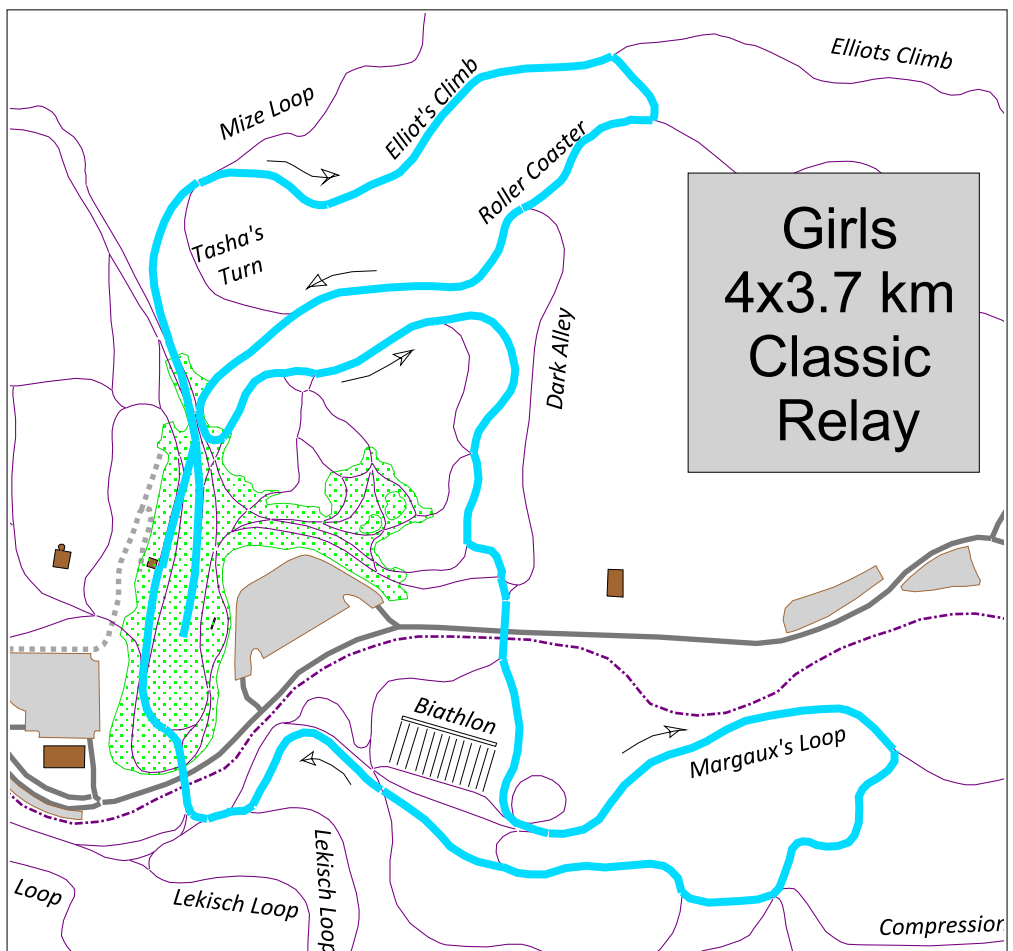 Elliots Climb
Mize Loop
Elliot's Climb
Roller Coaster
Tasha's
Turn
Girls
4x3.7 km
Classic
Relay
Dark Alley
Biathlon
Margaux's Loop
Lekisch Loop
Loop
Lekisch Loop
Compression